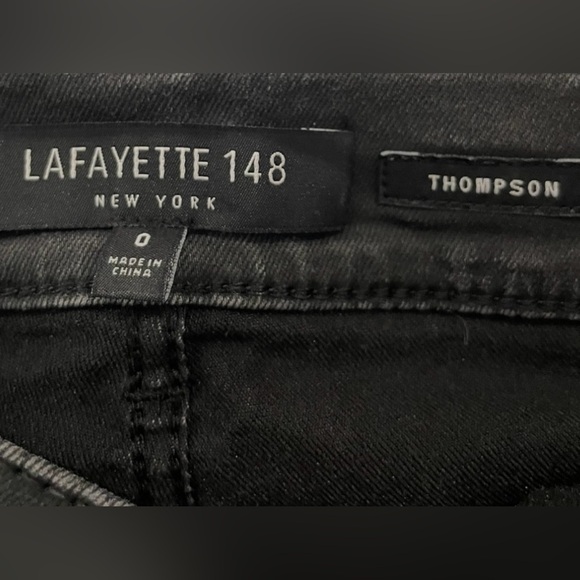 LAFAYETTE 148
NEW YORK
0
MADE IN
CHINA
THOMPSON